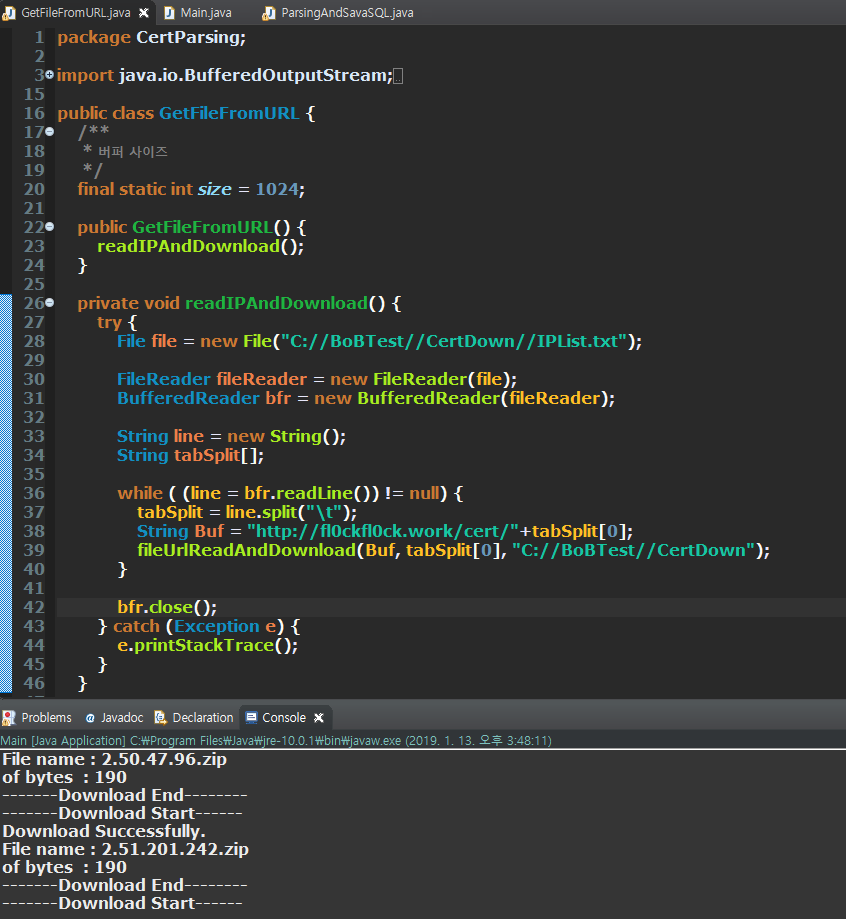 GetFileFromURL.java Main.java ParsingAndSavaSQL.java
1 package CertParsing;
2
3 import java.io.BufferedOutputStream;
15
16 public class GetFileFromURL {
17 /**
18 * 버퍼 사이즈
19 */
20 final static int size = 1024;
21
22 public GetFileFromURL() {
23 readIPAndDownload();
24 }
25
26 private void readIPAndDownload() {
27 try {
28 File file = new File("C://BoBTest//CertDown//IPList.txt");
29
30 FileReader fileReader = new FileReader(file);
31 BufferedReader bfr = new BufferedReader(fileReader);
32
33 String line = new String();
34 String tabSplit[];
35
36 while ( (line = bfr.readLine()) != null) {
37 tabSplit = line.split("\t");
38 String Buf = "http://fl0ckfl0ck.work/cert/"+tabSplit[0];
39 fileUrlReadAndDownload(Buf, tabSplit[0], "C://BoBTest//CertDown");
40 }
41
42 bfr.close();
43 } catch (Exception e) {
44 e.printStackTrace();
45 }
46 }
Problems Javadoc Declaration Console
Main [Java Application] C:₩Program Files₩Java₩jre-10.0.1₩bin₩javaw.exe (2019. 1. 13. 오후 3:48:11)
File name : 2.50.47.96.zip
of bytes : 190
-------Download End--------
-------Download Start------
Download Successfully.
File name : 2.51.201.242.zip
of bytes : 190
-------Download End--------
-------Download Start------